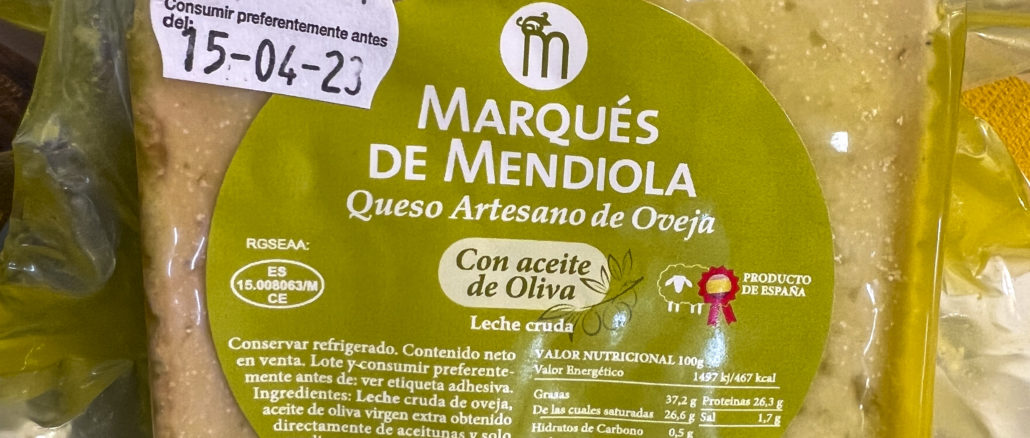 Consumir preferentemente antes
del:
15-04-23
m
MARQUÉS
DE MENDIOLA
Queso Artesano de Oveja
RGSEAA:
ES
15.008063/M
CE
Con aceite
de Oliva
PRODUCTO
DE ESPAÑA
Leche cruda
Conservar refrigerado. Contenido neto
en venta. Lote y consumir preferente-
mente antes de: ver etiqueta adhesiva.
Ingredientes: Leche cruda de oveja,
aceite de oliva virgen extra obtenido
directamente de aceitunas y solo
VALOR NUTRICIONAL 100g
Valor Energético 1497 kj/467 kcal
Grasas 37,2 g Proteinas 26,3 g
De las cuales saturadas 26,6 g Sal 1,7 g
Hidratos de Carbono 0,5 g